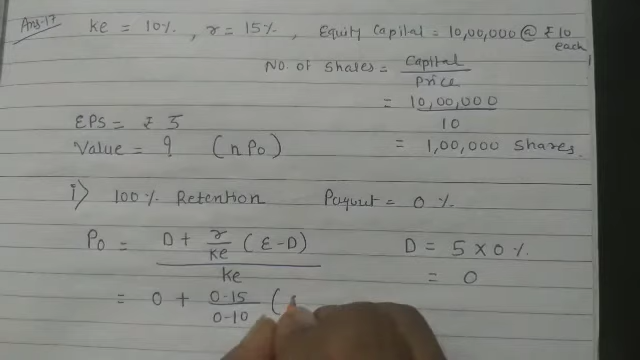 Ans-17 Ke = 10%, r = 15%, Equity Capital = 10,00,000 @ ₹10 each
No. of Shares = Capital / Price
= 10,00,000 / 10
EPS = ₹ 5
Value = ? (nP0) = 1,00,000 Shares.
i) 100% Retention Payout = 0%
P0 = D + r/Ke (E-D) / Ke D = 5 × 0%
= 0
= 0 + 0.15/0.10 (